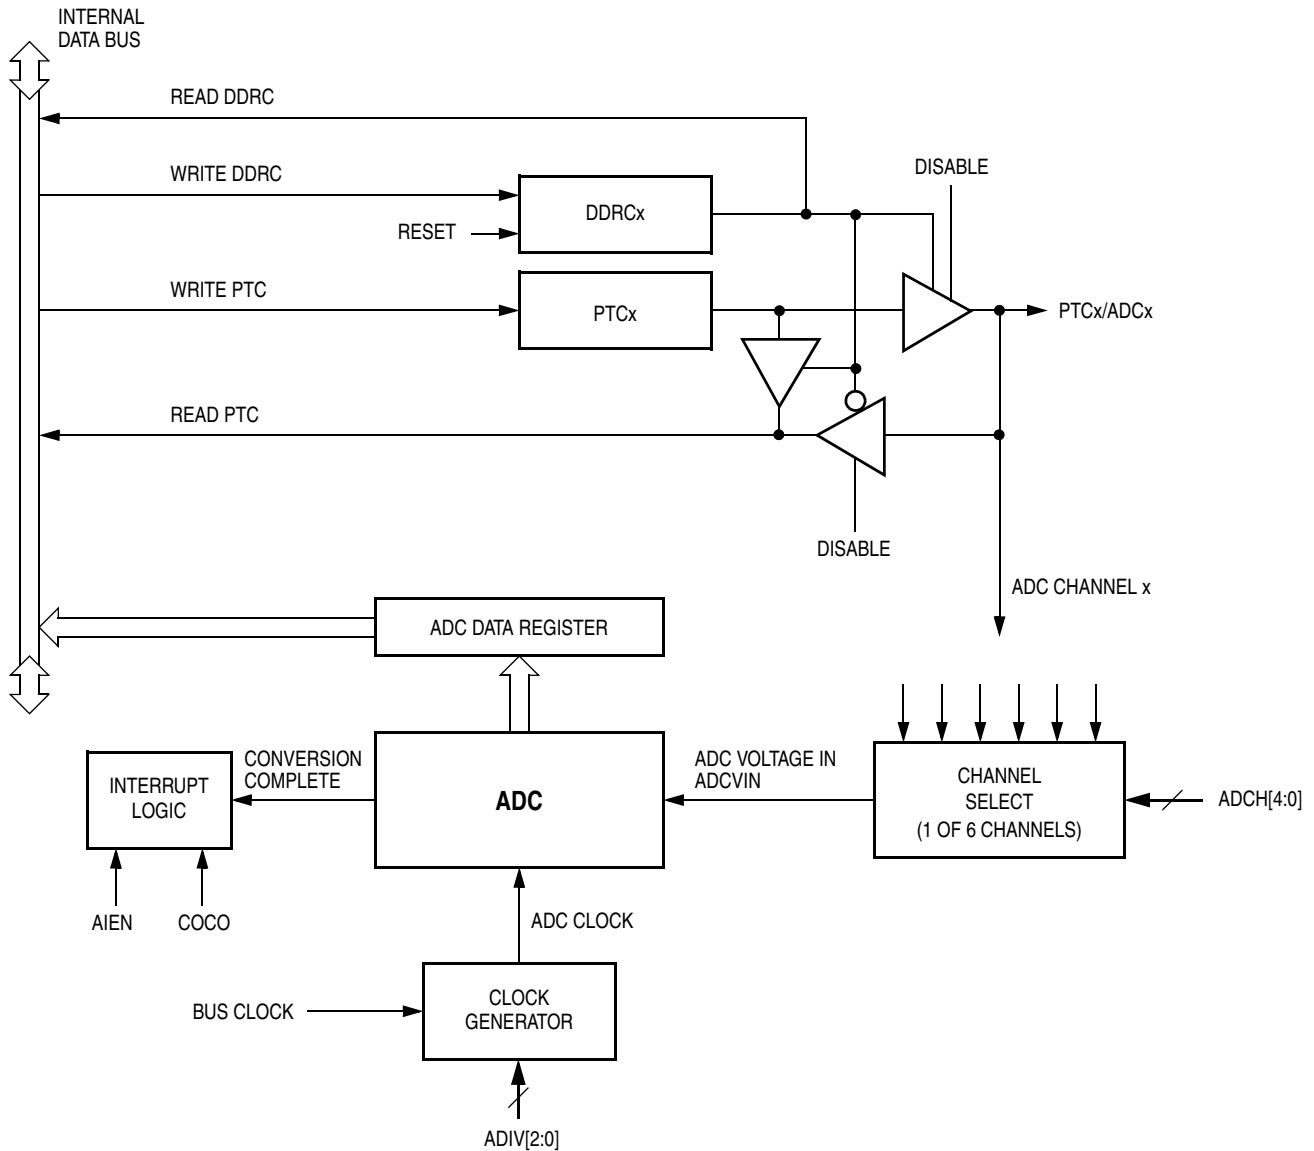 INTERNAL
DATA BUS
READ DDRC
WRITE DDRC
DISABLE
DDRCx
RESET
WRITE PTC
PTCx
PTCx/ADCx
READ PTC
DISABLE
ADC CHANNEL x
ADC DATA REGISTER
INTERRUPT
LOGIC
CONVERSION
COMPLETE
ADC
ADC VOLTAGE IN
ADCVIN
CHANNEL
SELECT
(1 OF 6 CHANNELS)
ADCH[4:0]
AIEN
COCO
ADC CLOCK
BUS CLOCK
CLOCK
GENERATOR
ADIV[2:0]